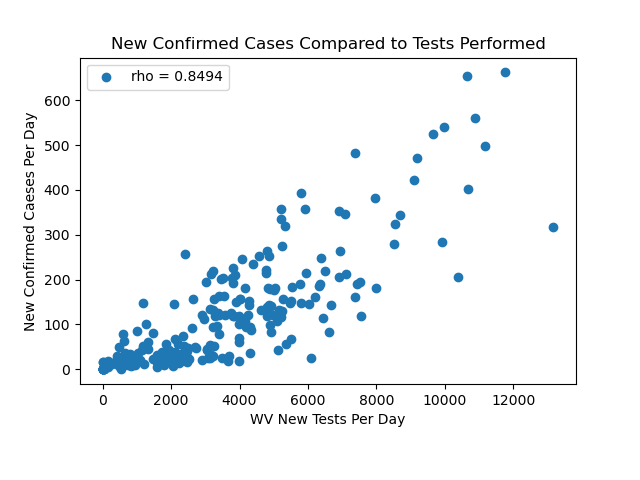 New Confirmed Cases Compared to Tests Performed
rho = 0.8494
New Confirmed Caeses Per Day
600
500
400
300
200
100
0
0 2000 4000 6000 8000 10000 12000
WV New Tests Per Day